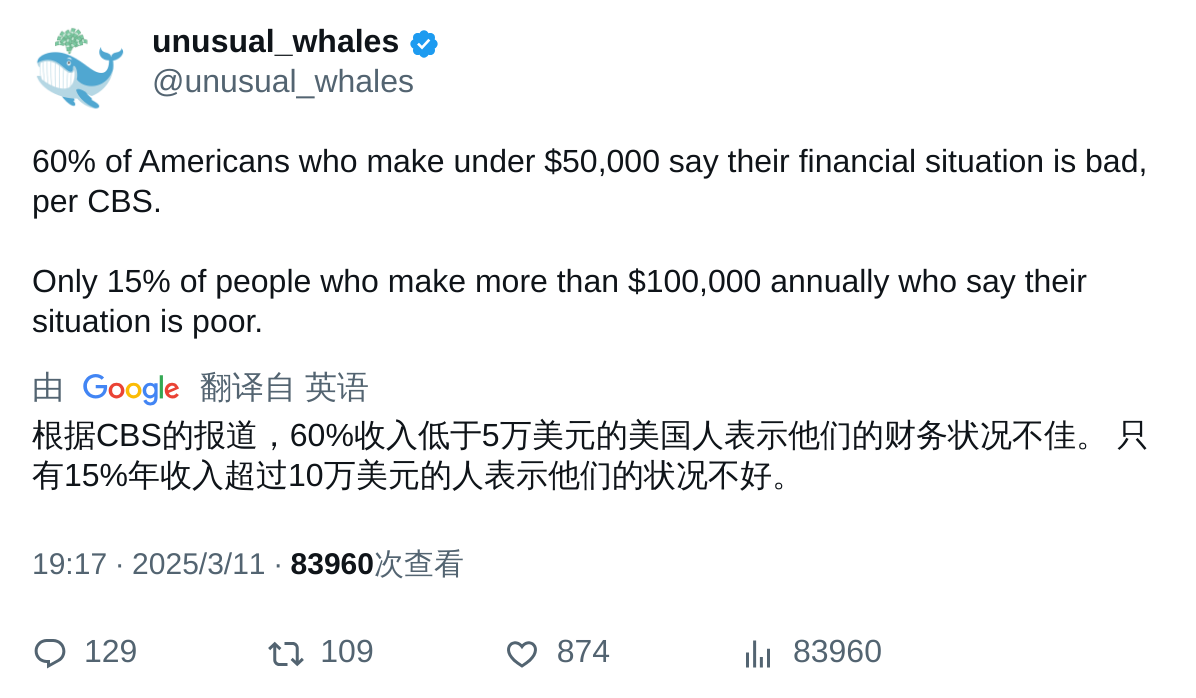 unusual_whales
@unusual_whales
60% of Americans who make under $50,000 say their financial situation is bad,
per CBS.
Only 15% of people who make more than $100,000 annually who say their
situation is poor.
由 Google 翻译自 英语
根据CBS的报道，60%收入低于5万美元的美国人表示他们的财务状况不佳。 只
有15%年收入超过10万美元的人表示他们的状况不好。
19:17 · 2025/3/11 · 83960次查看
129 109 874 83960